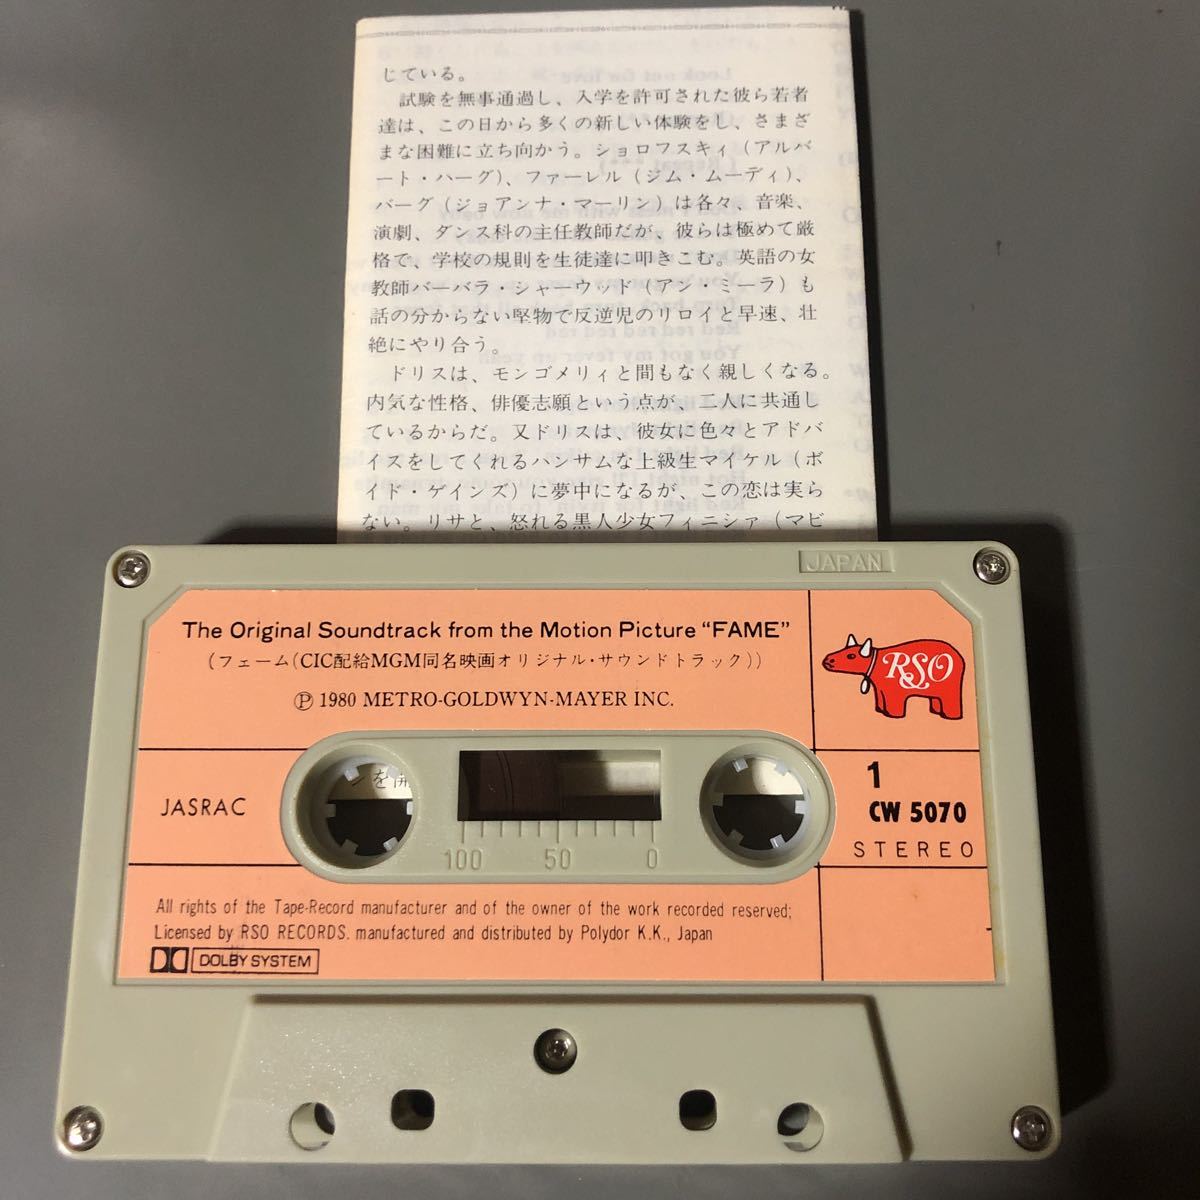 じている。
試験を無事通過し、入学を許可された彼ら若者
達は、この日から多くの新しい体験をし、さまざ
まな困難に立ち向かう。ショロフスキィ（アルバ
ート・ハーグ）、ファーレル（ジム・ムーディ）、
バーグ（ジョアンナ・マーリン）は各々、音楽、
演劇、ダンス科の主任教師だが、彼らは極めて厳
格で、学校の規則を生徒達に叩きこむ。英語の女
教師バーバラ・シャーウッド（アン・ミーラ）も
話の分からない堅物で反逆児のリロイと早速、壮
絶にやり合う。
ドリスは、モンゴメリィと間もなく親しくなる。
内気な性格、俳優志願という点が、二人に共通し
ているからだ。又ドリスは、彼女に色々とアドバ
イスをしてくれるハンサムな上級生マイケル（ボ
イド・ゲインズ）に夢中になるが、この恋は実ら
ない。リサと、怒れる黒人少女フィニシァ（マビ
JAPAN
The Original Soundtrack from the Motion Picture “FAME”
（フェーム（CIC配給MGM同名映画オリジナル・サウンドトラック））
Ⓟ 1980 METRO-GOLDWYN-MAYER INC.
RSO
JASRAC
ンを開
100 50 0
1
CW 5070
STEREO
All rights of the Tape-Record manufacturer and of the owner of the work recorded reserved;
Licensed by RSO RECORDS. manufactured and distributed by Polydor K.K., Japan
DOLBY SYSTEM